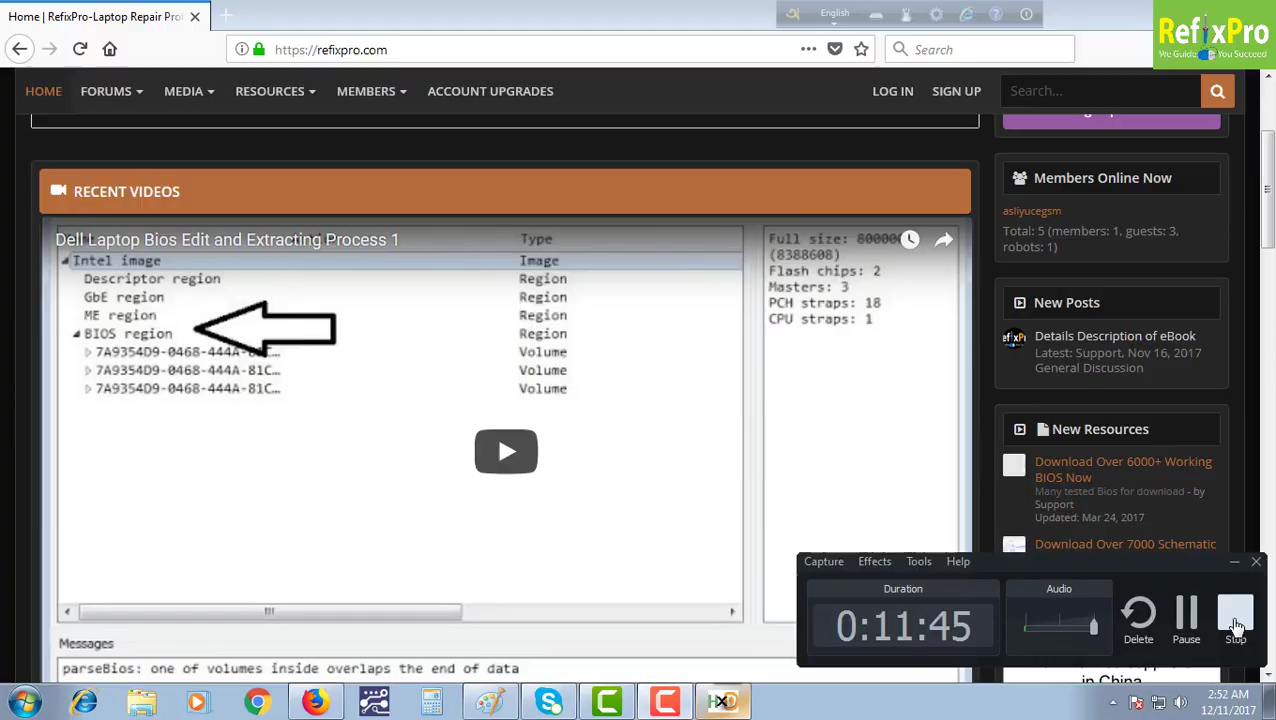 Home | RefixPro-Laptop Repair Pro
English
https://refixpro.com
Search
RefixPro
We Guide You Succeed
HOME
FORUMS
MEDIA
RESOURCES
MEMBERS
ACCOUNT UPGRADES
LOG IN
SIGN UP
Search...
RECENT VIDEOS
Dell Laptop Bios Edit and Extracting Process 1
Type
Intel image Image
Descriptor region Region
GbE region Region
ME region Region
BIOS region Region
7A9354D9-0468-444A-81C... Volume
7A9354D9-0468-444A-81C... Volume
7A9354D9-0468-444A-81C... Volume
Full size: 800000
(8388608)
Flash chips: 2
Masters: 3
PCH straps: 18
CPU straps: 1
Messages
parseBios: one of volumes inside overlaps the end of data
Members Online Now
asliyucegsm
Total: 5 (members: 1, guests: 3,
robots: 1)
New Posts
RefixPro
Details Description of eBook
Latest: Support, Nov 16, 2017
General Discussion
New Resources
Download Over 6000+ Working
BIOS Now
Many tested Bios for download - by
Support
Updated: Mar 24, 2017
Download Over 7000 Schematic
in China
Capture Effects Tools Help
Duration
0:11:45
Audio
Delete
Pause
Stop
2:52 AM
12/11/2017